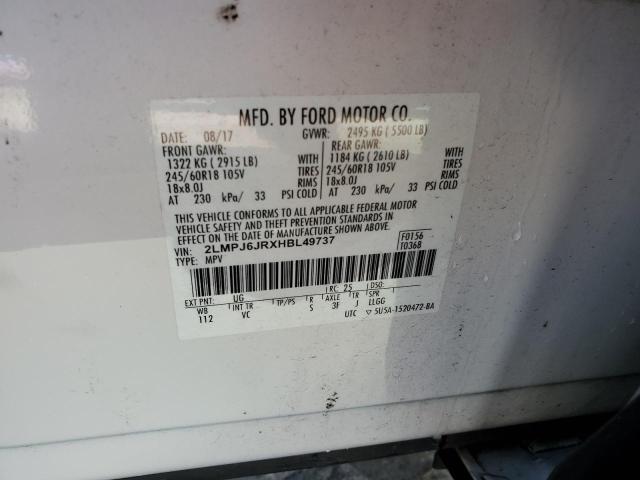 MFD. BY FORD MOTOR CO.
DATE: 08/17 GVWR: 2495 KG ( 5500 LB)
FRONT GAWR: REAR GAWR:
1322 KG ( 2915 LB) WITH 1184 KG ( 2610 LB) WITH
245/60R18 105V TIRES 245/60R18 105V TIRES
18x8.0J RIMS 18x8.0J RIMS
AT 230 kPa/ 33 PSI COLD AT 230 kPa/ 33 PSI COLD
THIS VEHICLE CONFORMS TO ALL APPLICABLE FEDERAL MOTOR
VEHICLE SAFETY AND THEFT PREVENTION STANDARDS IN
EFFECT ON THE DATE OF MANUFACTURE SHOWN ABOVE.
VIN: 2LMPJ6JRXHBL49737 F0156
TYPE: MPV T0368
EXT PNT: UG RC: 25 DSO:
WB INT TR TP/PS R AXLE TR SPR
112 VC S 3F J LLGG
UTC ▽ 5U5A-1520472-BA